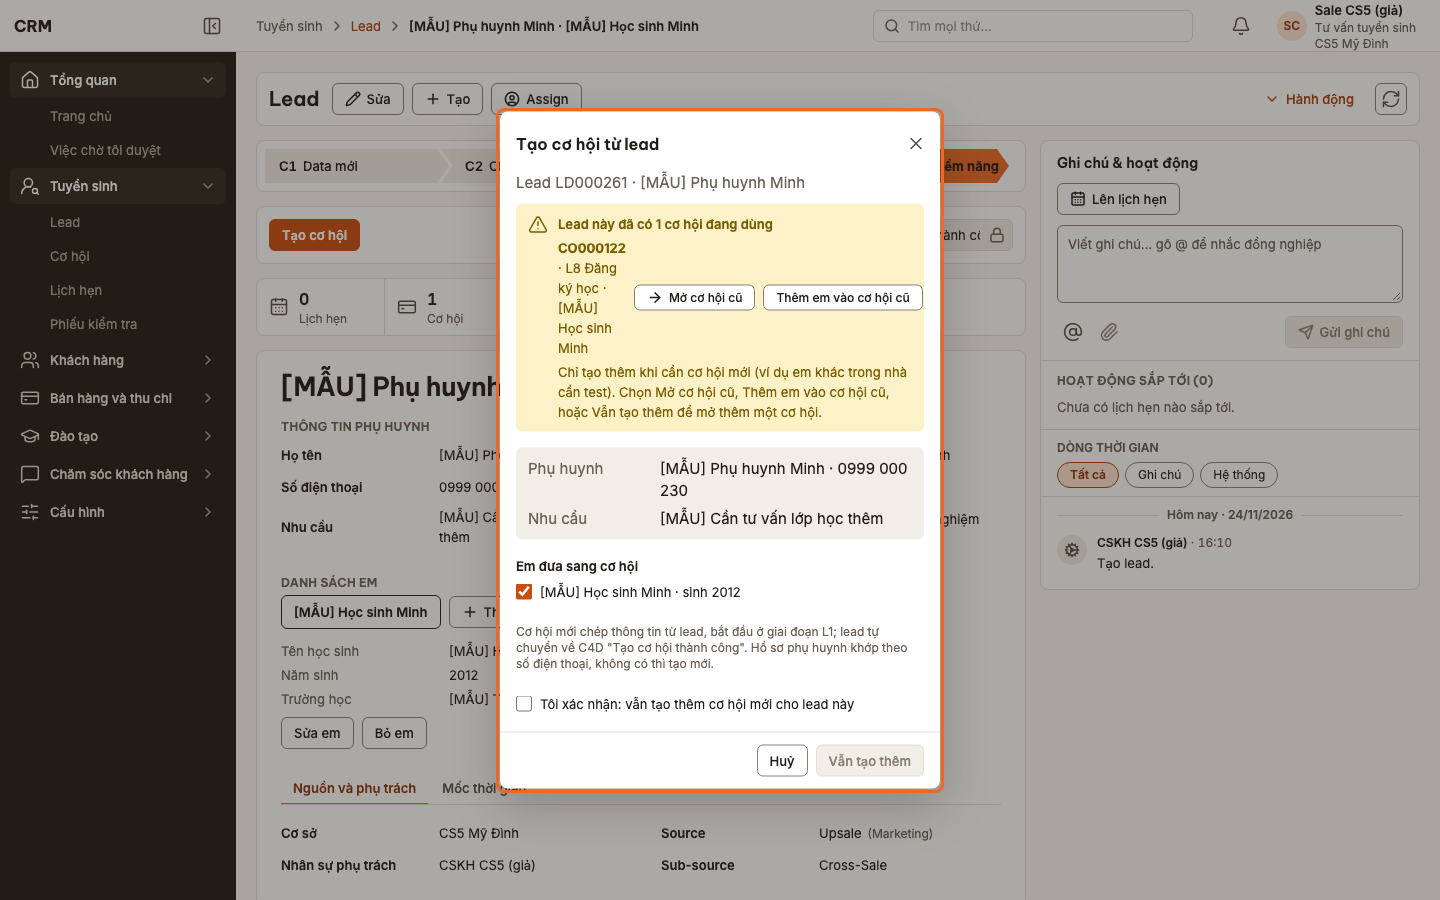 CRM
Tuyển sinh > Lead > [MẪU] Phụ huynh Minh · [MẪU] Học sinh Minh
Tìm mọi thứ...
SC
Sale CS5 (giả)
Tư vấn tuyển sinh
CS5 Mỹ Đình
Tổng quan
Trang chủ
Việc chờ tôi duyệt
Tuyển sinh
Lead
Cơ hội
Lịch hẹn
Phiếu kiểm tra
Khách hàng
Bán hàng và thu chi
Đào tạo
Chăm sóc khách hàng
Cấu hình
Lead
Sửa
Tạo
Assign
Hành động
C1 Data mới
C2
Tạo cơ hội
0
Lịch hẹn
1
Cơ hội
[MẪU] Phụ huynh
THÔNG TIN PHỤ HUYNH
Họ tên
[MẪU]
Số điện thoại
0999 000
Nhu cầu
[MẪU]
thêm
DANH SÁCH EM
[MẪU] Học sinh Minh
Tên học sinh
[MẪU]
Năm sinh
2012
Trường học
[MẪU]
Sửa em
Bỏ em
Nguồn và phụ trách
Mốc thời gian
Cơ sở
CS5 Mỹ Đình
Source
Upsale (Marketing)
Nhân sự phụ trách
CSKH CS5 (giả)
Sub-source
Cross-Sale
Tạo cơ hội từ lead
Lead LD000261 · [MẪU] Phụ huynh Minh
Lead này đã có 1 cơ hội đang dùng
CO000122
· L8 Đăng
ký học ·
[MẪU]
Học sinh
Minh
Mở cơ hội cũ
Thêm em vào cơ hội cũ
Chỉ tạo thêm khi cần cơ hội mới (ví dụ em khác trong nhà
cần test). Chọn Mở cơ hội cũ, Thêm em vào cơ hội cũ,
hoặc Vẫn tạo thêm để mở thêm một cơ hội.
Phụ huynh
[MẪU] Phụ huynh Minh · 0999 000
230
Nhu cầu
[MẪU] Cần tư vấn lớp học thêm
Em đưa sang cơ hội
[MẪU] Học sinh Minh · sinh 2012
Cơ hội mới chép thông tin từ lead, bắt đầu ở giai đoạn L1; lead tự
chuyển về C4D "Tạo cơ hội thành công". Hồ sơ phụ huynh khớp theo
số điện thoại, không có thì tạo mới.
Tôi xác nhận: vẫn tạo thêm cơ hội mới cho lead này
Huỷ
Vẫn tạo thêm
Ghi chú & hoạt động
Lên lịch hẹn
Viết ghi chú... gõ @ để nhắc đồng nghiệp
Gửi ghi chú
HOẠT ĐỘNG SẮP TỚI (0)
Chưa có lịch hẹn nào sắp tới.
DÒNG THỜI GIAN
Tất cả
Ghi chú
Hệ thống
Hôm nay · 24/11/2026
CSKH CS5 (giả) · 16:10
Tạo lead.